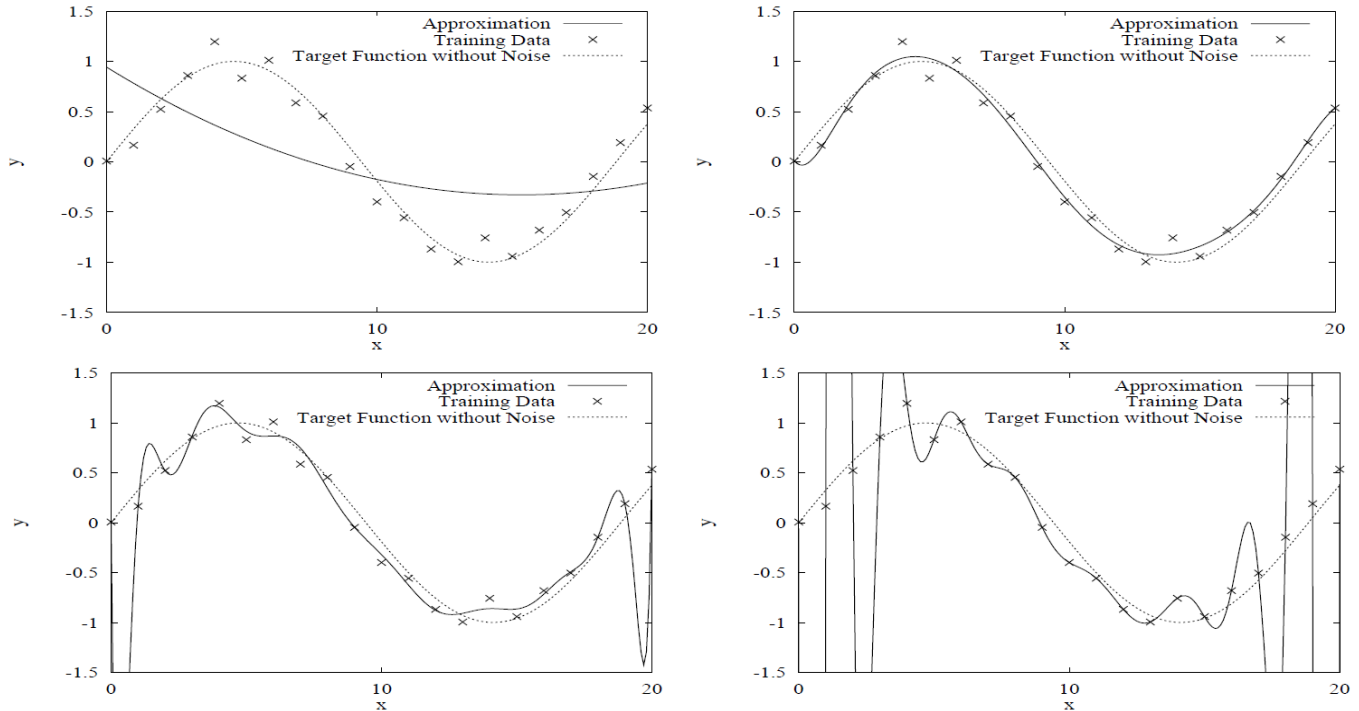 1.5
Approximation
Training Data
Target Function without Noise
1
0.5
y
0
-0.5
-1
-1.5
0
10
20
x
1.5
Approximation
Training Data
Target Function without Noise
1
0.5
y
0
-0.5
-1
-1.5
0
10
20
x
1.5
Approximation
Training Data
Target Function without Noise
1
0.5
y
0
-0.5
-1
-1.5
0
10
20
x
1.5
Approximation
Training Data
Target Function without Noise
1
0.5
y
0
-0.5
-1
-1.5
0
10
20
x